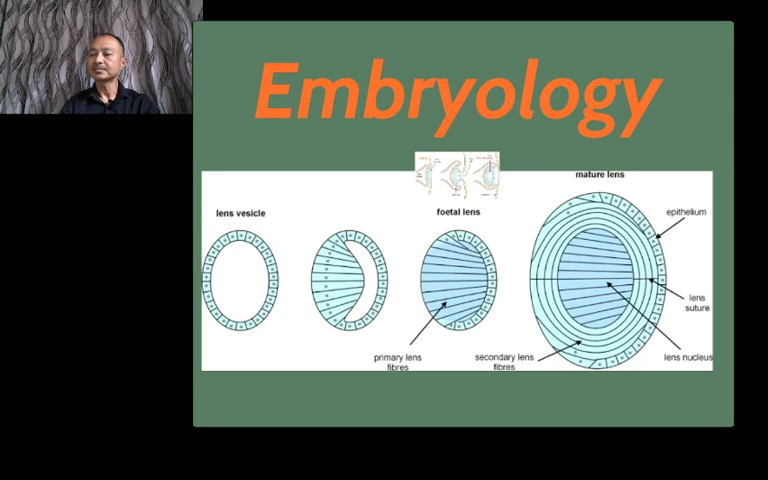 Embryology
mature lens
lens vesicle
foetal lens
epithelium
lens
suture
primary lens
fibres
secondary lens
fibres
lens nucleus